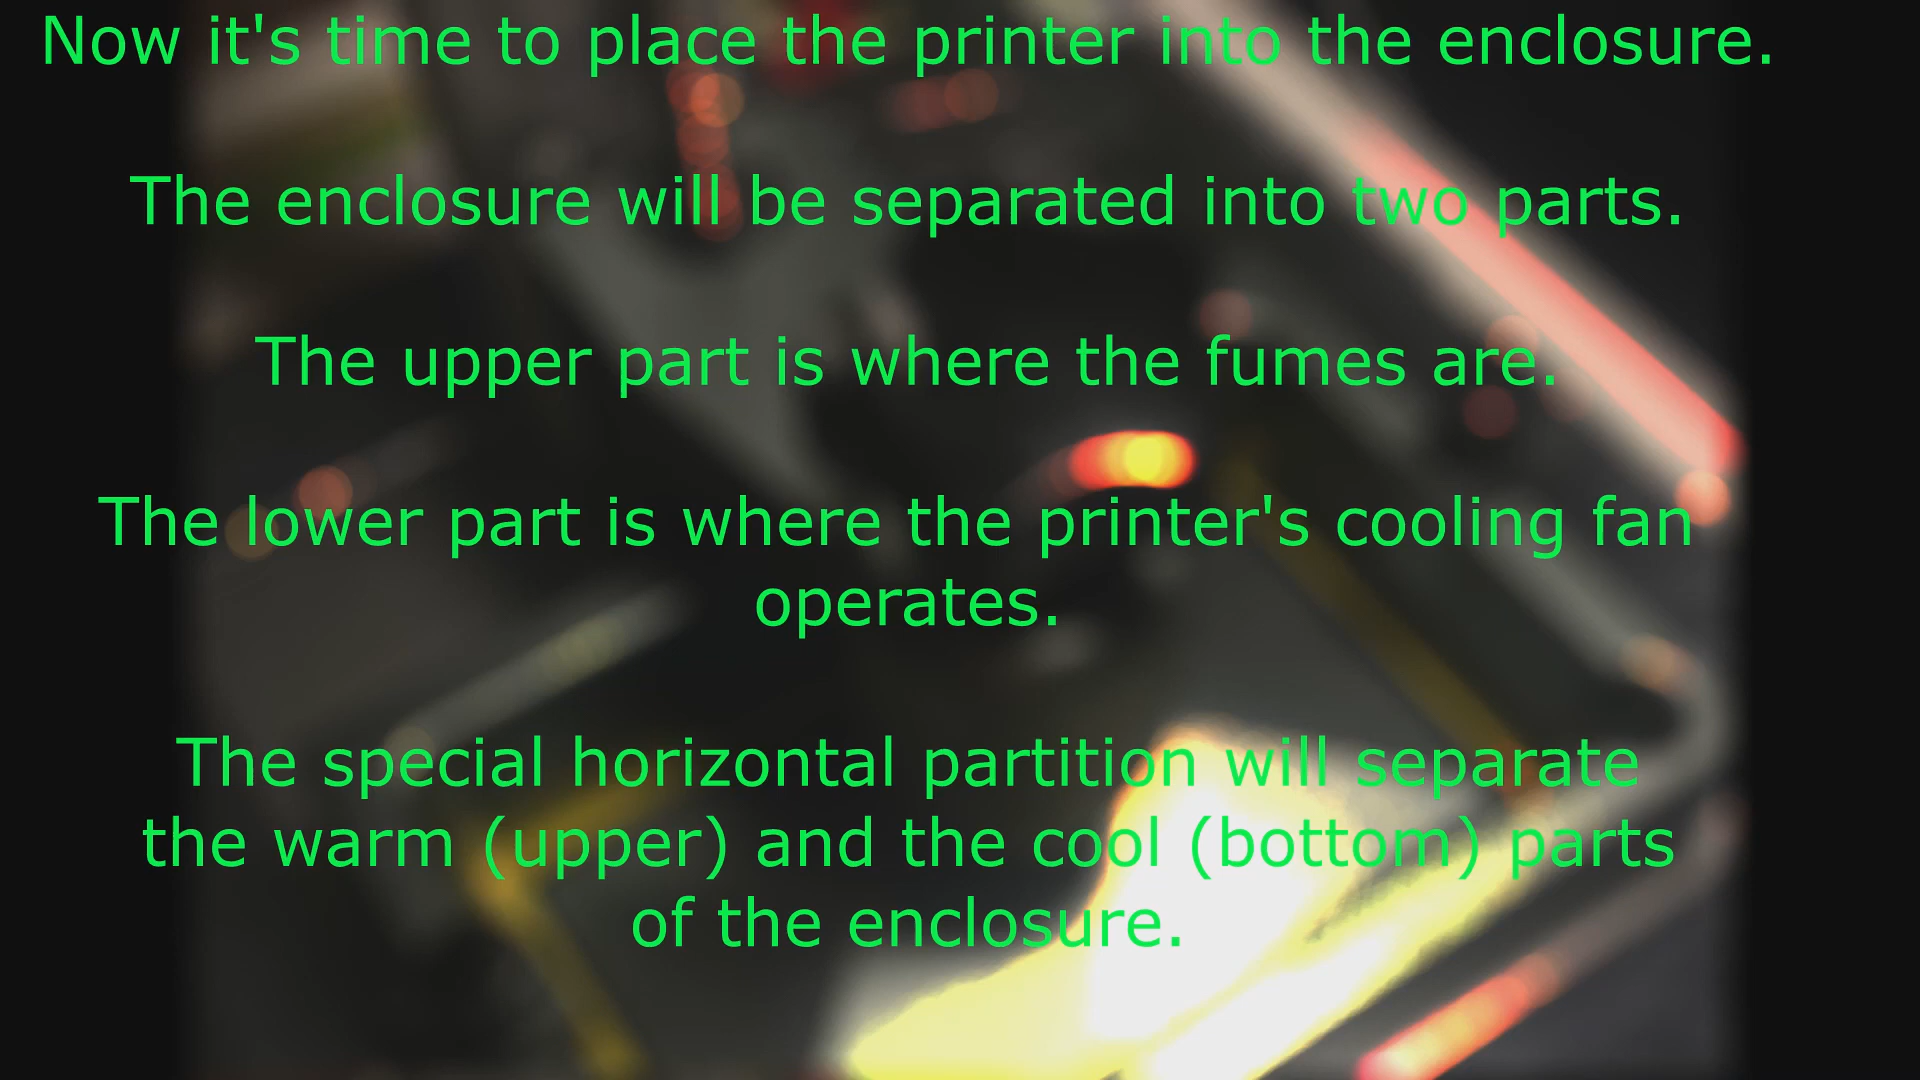 Now it's time to place the printer into the enclosure.
The enclosure will be separated into two parts.
The upper part is where the fumes are.
The lower part is where the printer's cooling fan
operates.
The special horizontal partition will separate
the warm (upper) and the cool (bottom) parts
of the enclosure.